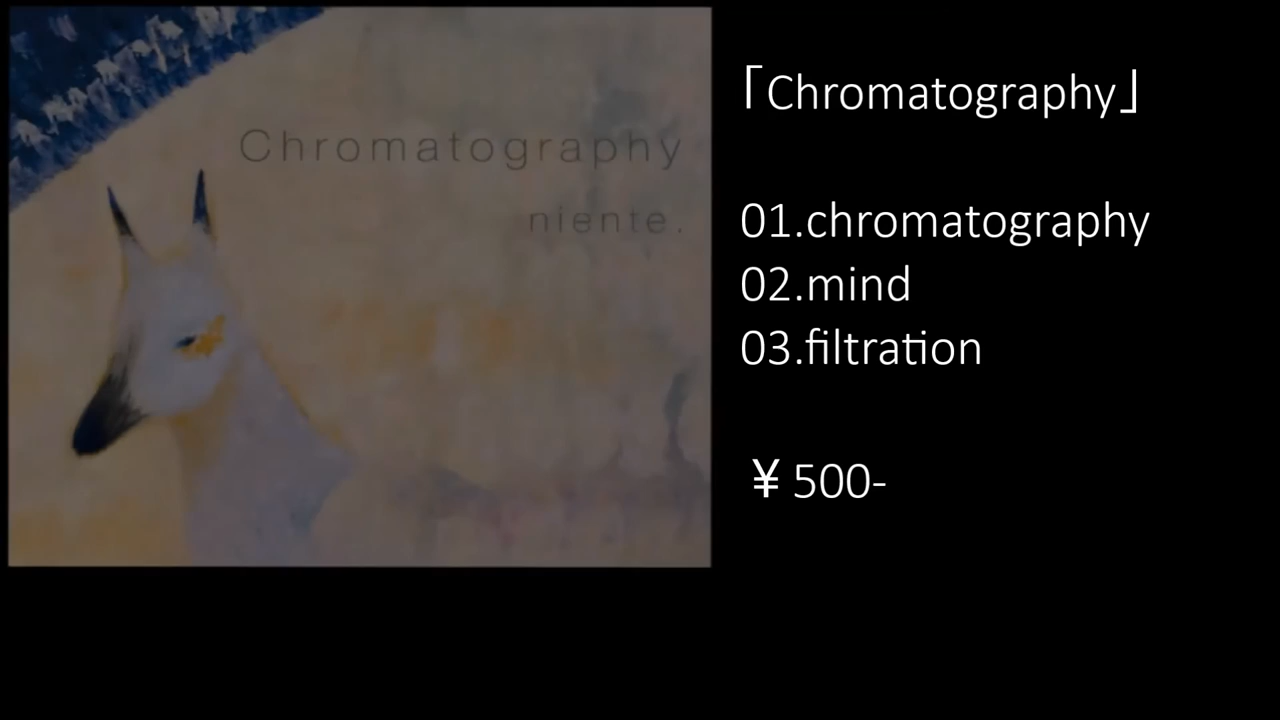 Chromatography
niente.
「Chromatography」
01.chromatography
02.mind
03.filtration
¥500-